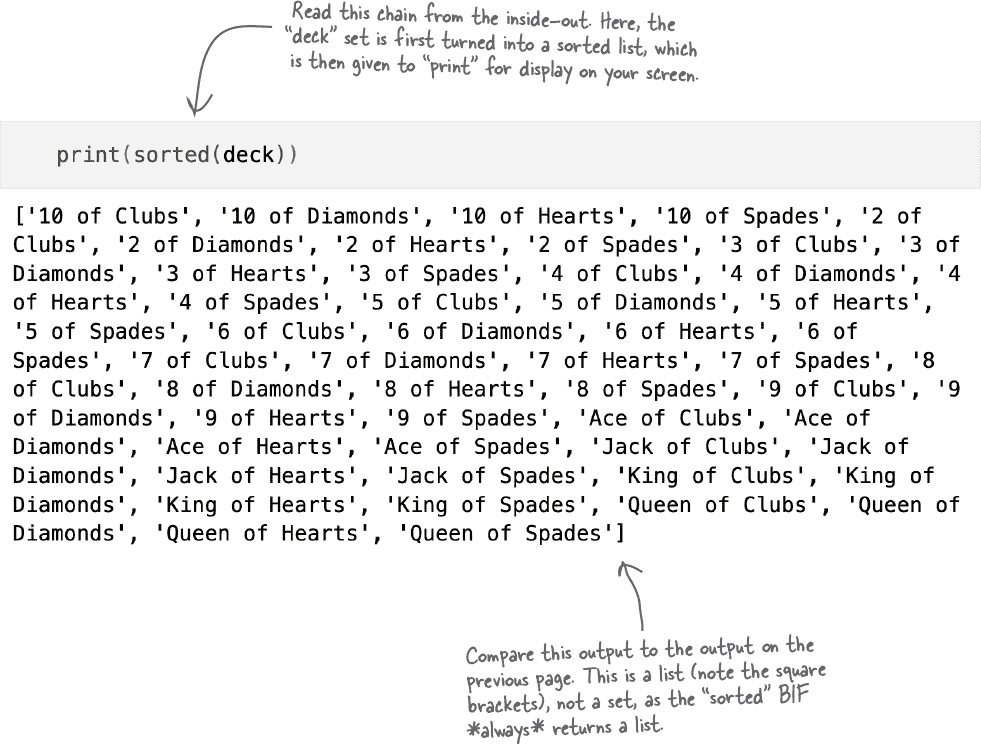 Read this chain from the inside-out. Here, the
"deck" set is first turned into a sorted list, which
is then given to "print" for display on your screen.
print(sorted(deck))
['10 of Clubs', '10 of Diamonds', '10 of Hearts', '10 of Spades', '2 of
Clubs', '2 of Diamonds', '2 of Hearts', '2 of Spades', '3 of Clubs', '3 of
Diamonds', '3 of Hearts', '3 of Spades', '4 of Clubs', '4 of Diamonds', '4
of Hearts', '4 of Spades', '5 of Clubs', '5 of Diamonds', '5 of Hearts',
'5 of Spades', '6 of Clubs', '6 of Diamonds', '6 of Hearts', '6 of
Spades', '7 of Clubs', '7 of Diamonds', '7 of Hearts', '7 of Spades', '8
of Clubs', '8 of Diamonds', '8 of Hearts', '8 of Spades', '9 of Clubs', '9
of Diamonds', '9 of Hearts', '9 of Spades', 'Ace of Clubs', 'Ace of
Diamonds', 'Ace of Hearts', 'Ace of Spades', 'Jack of Clubs', 'Jack of
Diamonds', 'Jack of Hearts', 'Jack of Spades', 'King of Clubs', 'King of
Diamonds', 'King of Hearts', 'King of Spades', 'Queen of Clubs', 'Queen of
Diamonds', 'Queen of Hearts', 'Queen of Spades']
Compare this output to the output on the
previous page. This is a list (note the square
brackets), not a set, as the "sorted" BIF
*always* returns a list.